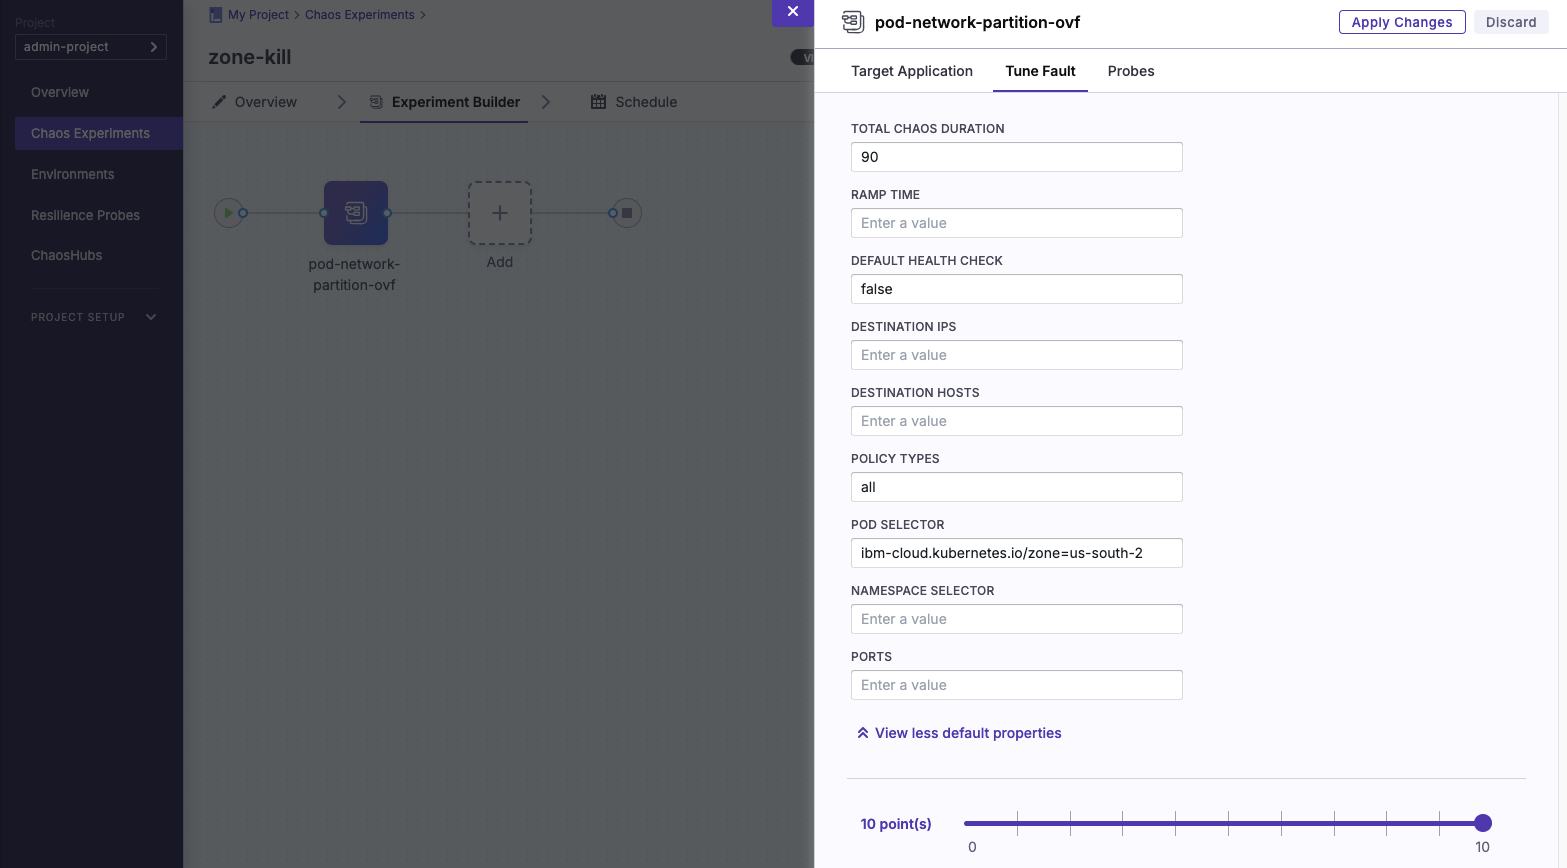 Project
admin-project
Overview
Chaos Experiments
Environments
Resilience Probes
ChaosHubs
PROJECT SETUP
My Project > Chaos Experiments >
zone-kill
Overview
Experiment Builder
Schedule
pod-network-
partition-ovf
Add
pod-network-partition-ovf
Apply Changes
Discard
Target Application
Tune Fault
Probes
TOTAL CHAOS DURATION
90
RAMP TIME
Enter a value
DEFAULT HEALTH CHECK
false
DESTINATION IPS
Enter a value
DESTINATION HOSTS
Enter a value
POLICY TYPES
all
POD SELECTOR
ibm-cloud.kubernetes.io/zone=us-south-2
NAMESPACE SELECTOR
Enter a value
PORTS
Enter a value
View less default properties
10 point(s)
0
10